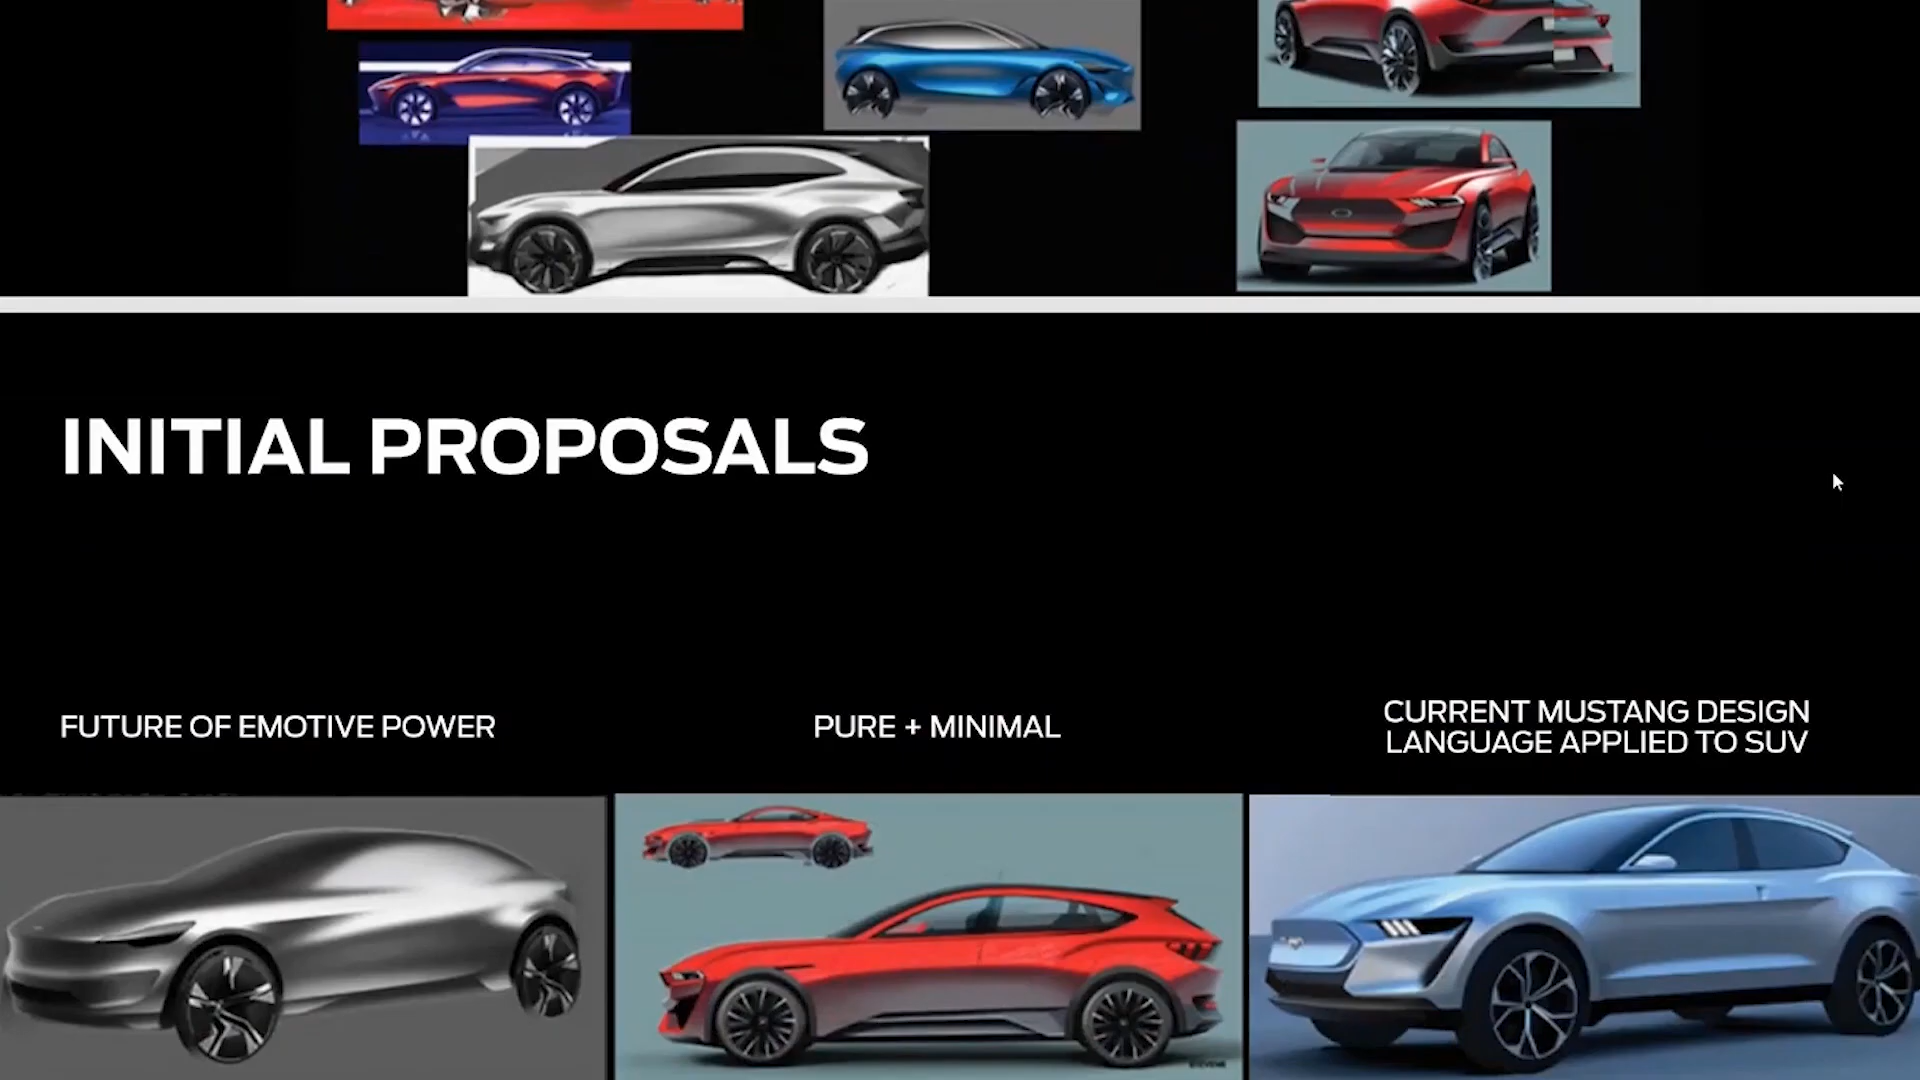 INITIAL PROPOSALS
FUTURE OF EMOTIVE POWER
PURE + MINIMAL
CURRENT MUSTANG DESIGN
LANGUAGE APPLIED TO SUV